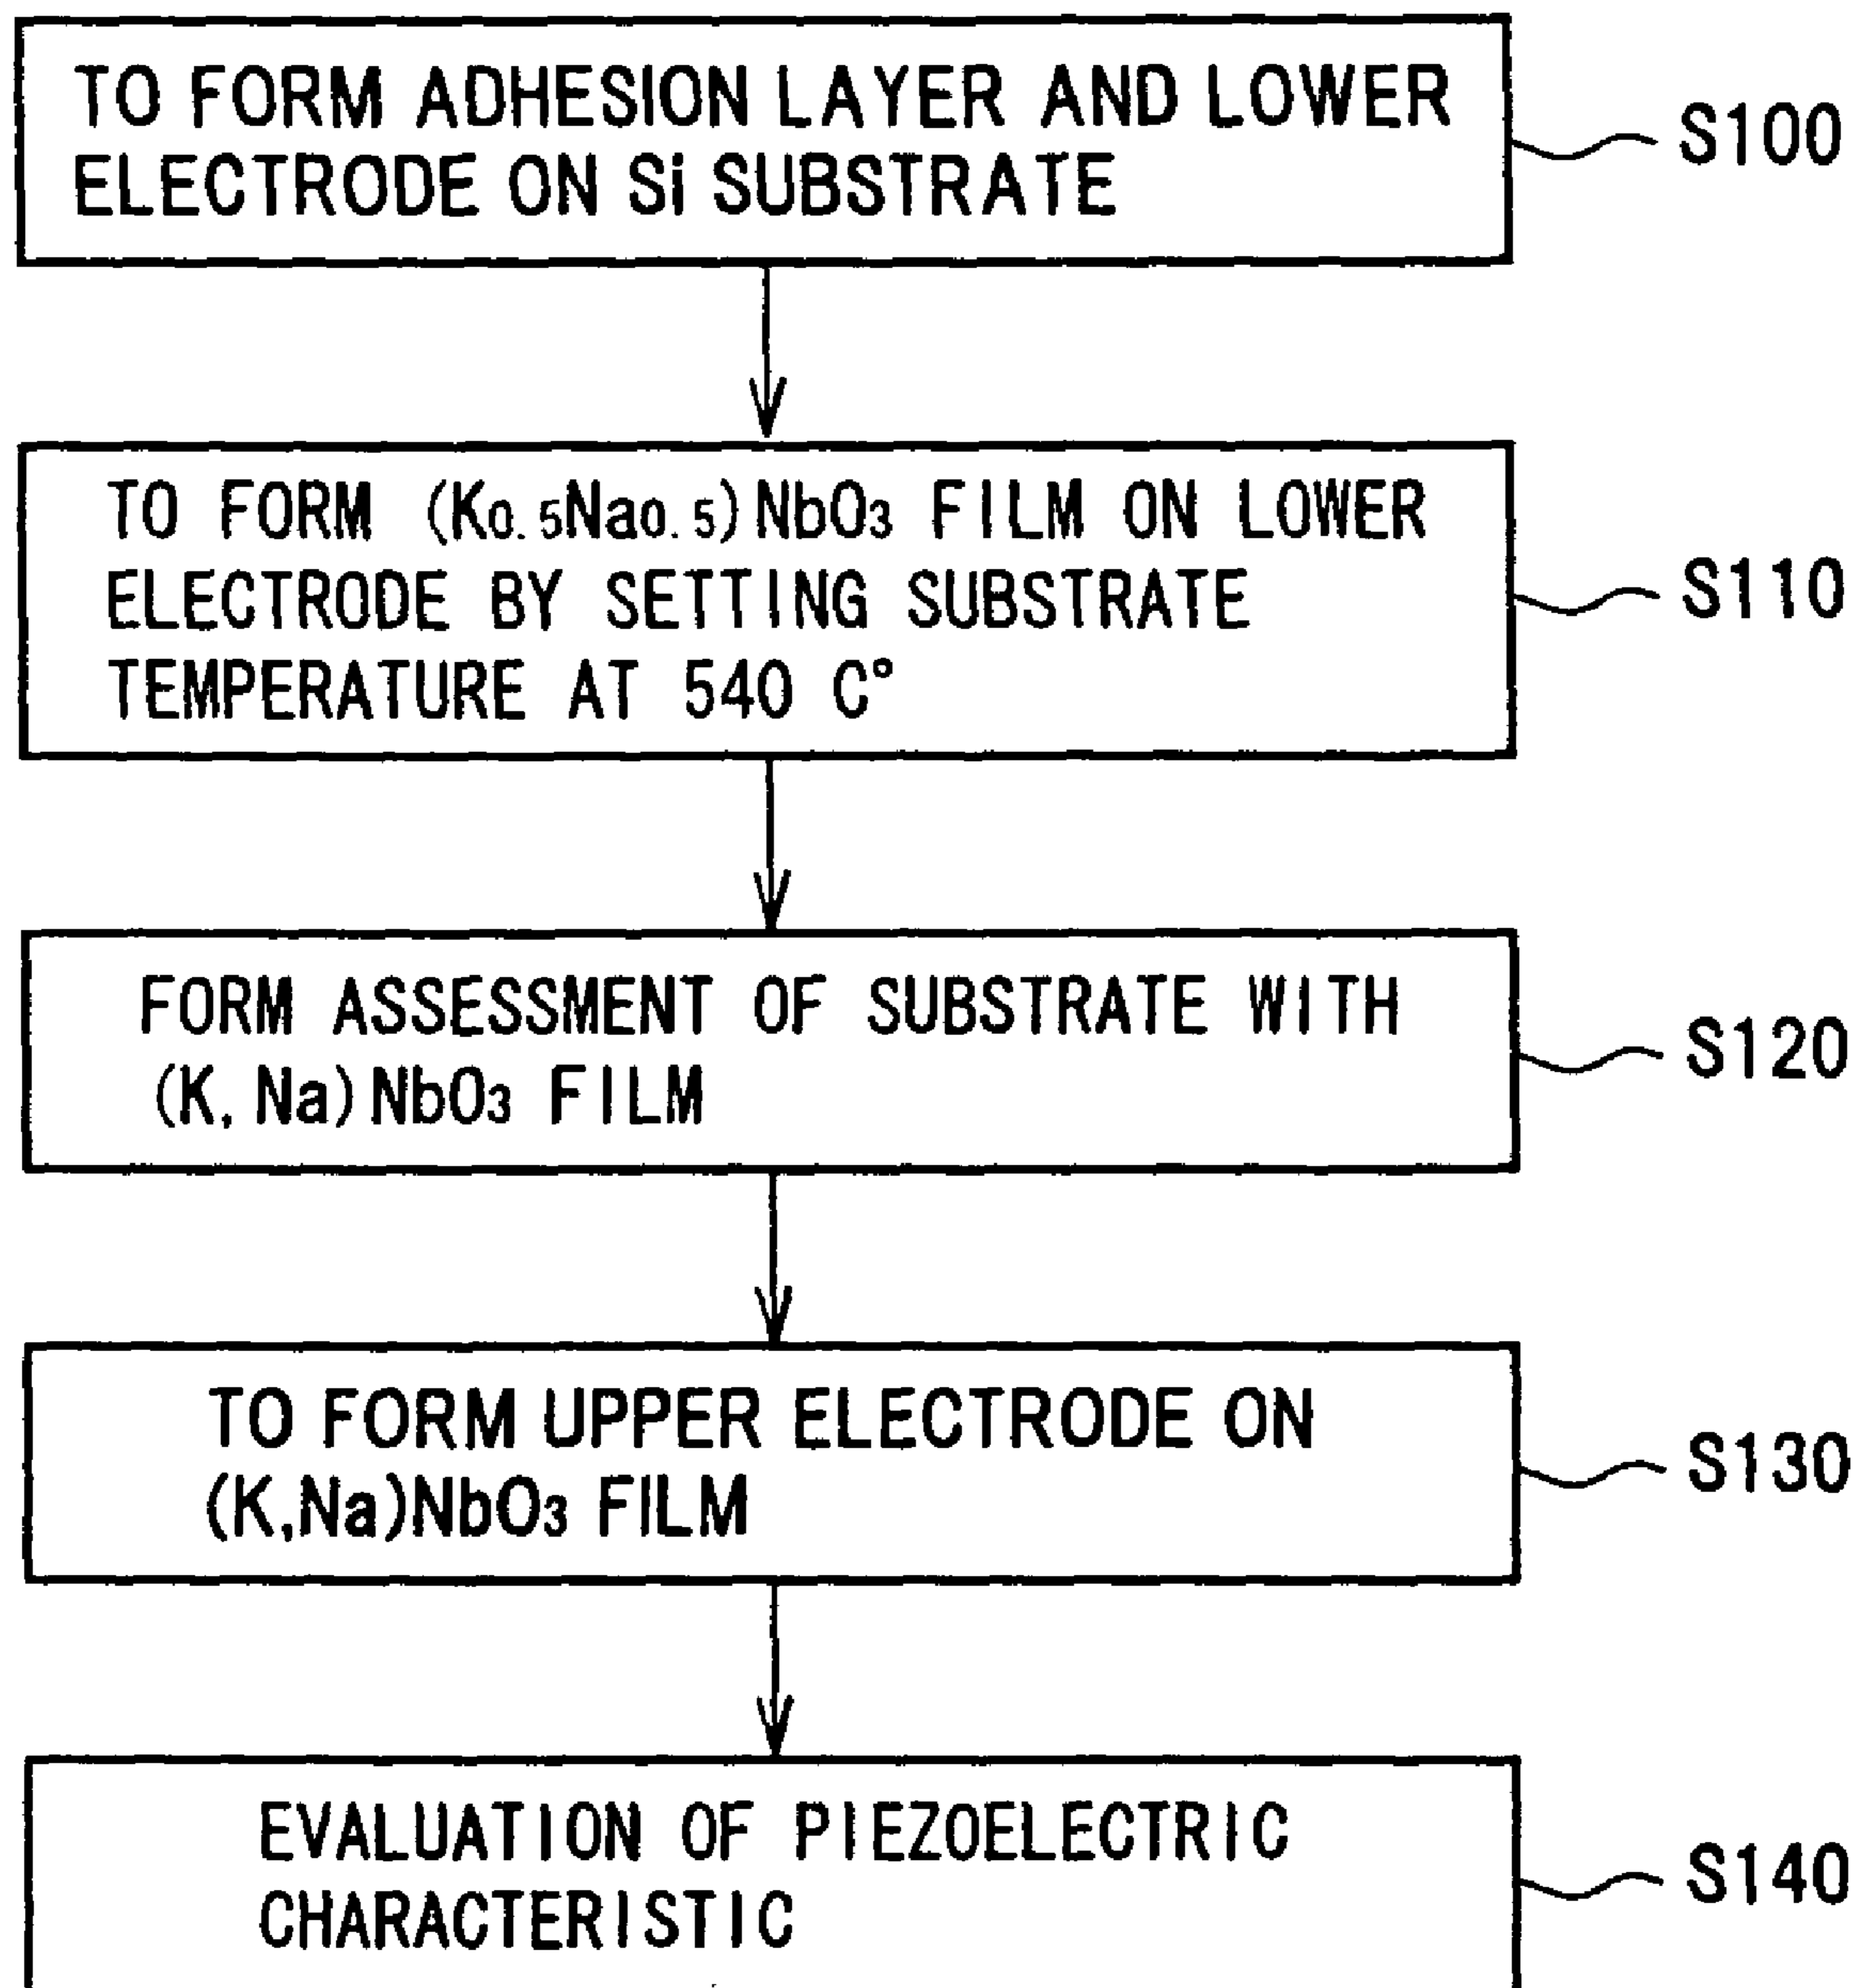 TO FORM ADHESION LAYER AND LOWER
ELECTRODE ON Si SUBSTRATE
S100
TO FORM (K0.5Na0.5)NbO3 FILM ON LOWER
ELECTRODE BY SETTING SUBSTRATE
TEMPERATURE AT 540 C°
S110
FORM ASSESSMENT OF SUBSTRATE WITH
(K, Na)NbO3 FILM
S120
TO FORM UPPER ELECTRODE ON
(K,Na)NbO3 FILM
S130
EVALUATION OF PIEZOELECTRIC
CHARACTERISTIC
S140